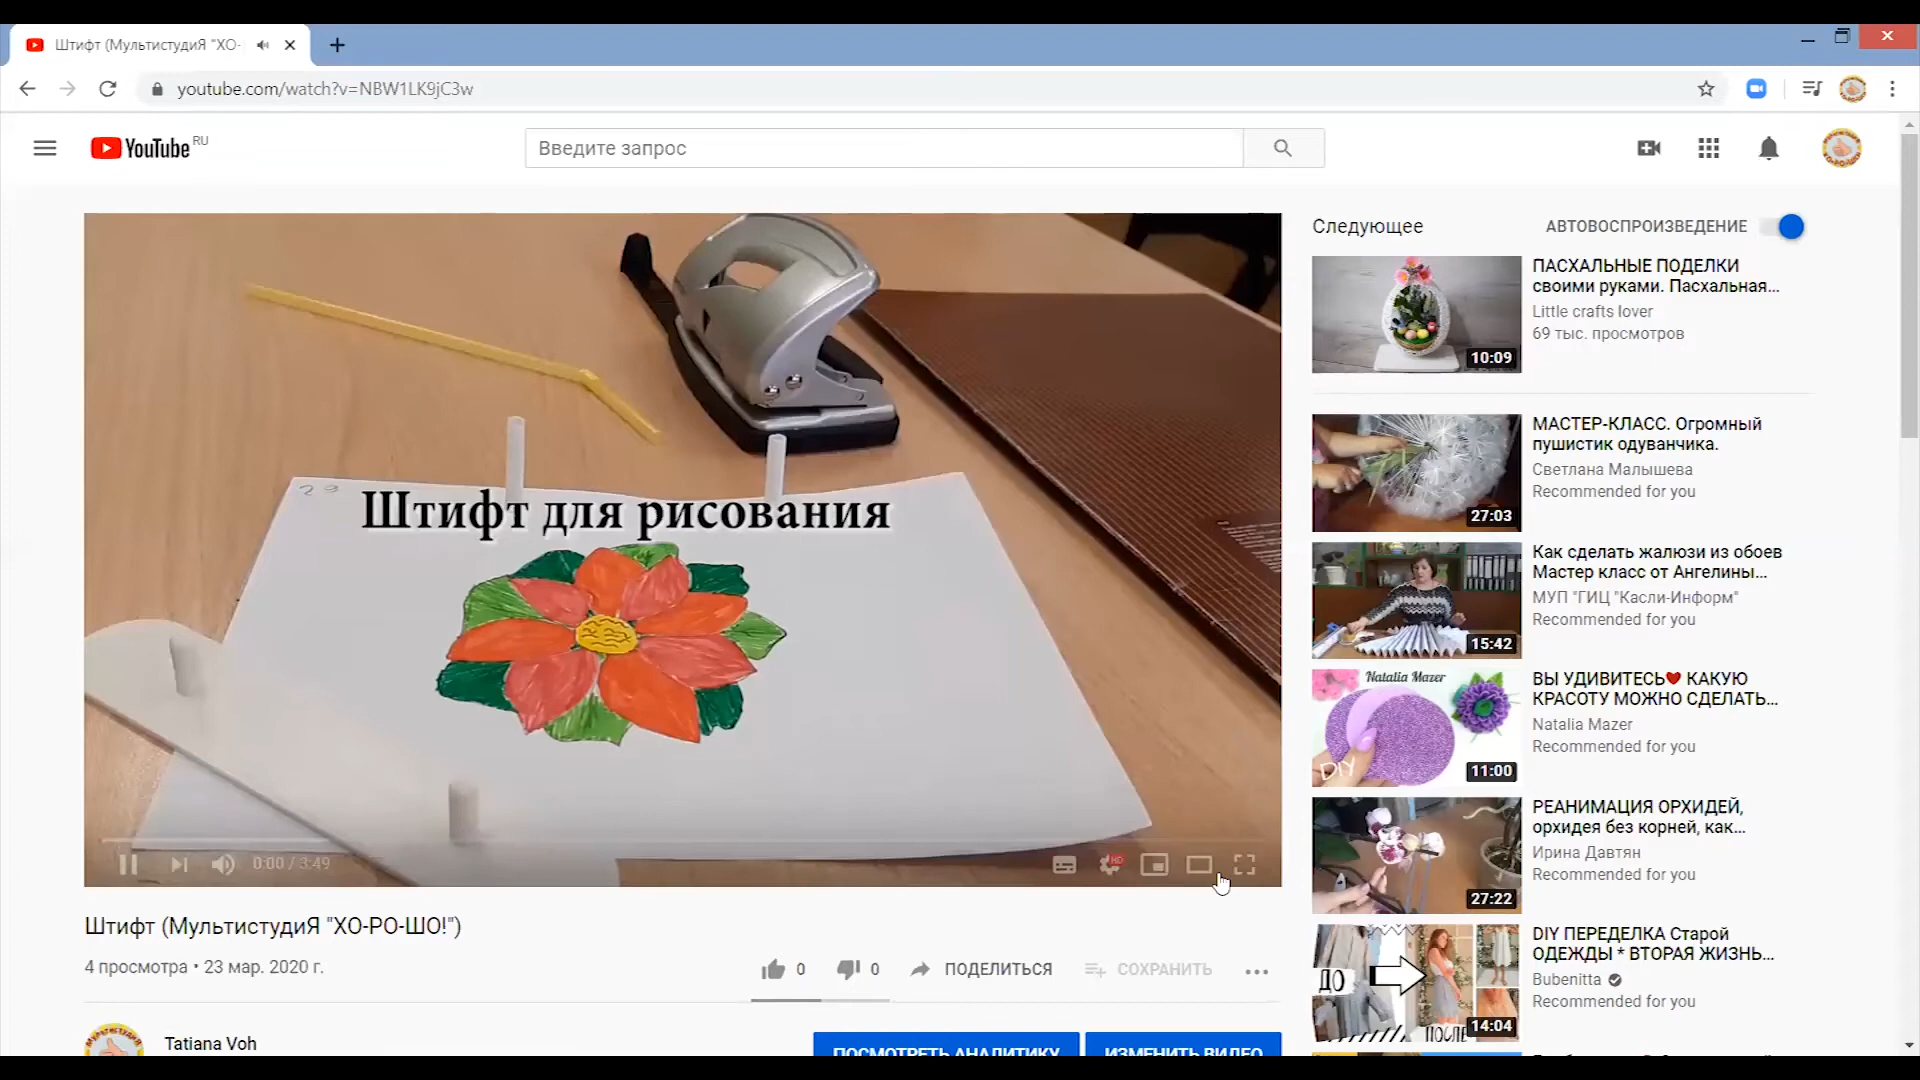 Штифт (МультистудиЯ "ХО-
youtube.com/watch?v=NBW1LK9jC3w
YouTube RU
Введите запрос
Штифт для рисования
0:00 / 3:49
HD
Штифт (МультистудиЯ "ХО-РО-ШО!")
4 просмотра • 23 мар. 2020 г.
0
0
ПОДЕЛИТЬСЯ
СОХРАНИТЬ
Tatiana Voh
ПОСМОТРЕТЬ АНАЛИТИКУ
ИЗМЕНИТЬ ВИДЕО
Следующее
АВТОВОСПРОИЗВЕДЕНИЕ
10:09
ПАСХАЛЬНЫЕ ПОДЕЛКИ
своими руками. Пасхальная...
Little crafts lover
69 тыс. просмотров
27:03
МАСТЕР-КЛАСС. Огромный
пушистик одуванчика.
Светлана Малышева
Recommended for you
15:42
Как сделать жалюзи из обоев
Мастер класс от Ангелины...
МУП "ГИЦ "Касли-Информ"
Recommended for you
Natalia Mazer
DIY
11:00
ВЫ УДИВИТЕСЬ♥ КАКУЮ
КРАСОТУ МОЖНО СДЕЛАТЬ...
Natalia Mazer
Recommended for you
27:22
РЕАНИМАЦИЯ ОРХИДЕЙ,
орхидея без корней, как...
Ирина Давтян
Recommended for you
ДО
ПОСЛЕ
14:04
DIY ПЕРЕДЕЛКА Старой
ОДЕЖДЫ * ВТОРАЯ ЖИЗНЬ...
Bubenitta
Recommended for you